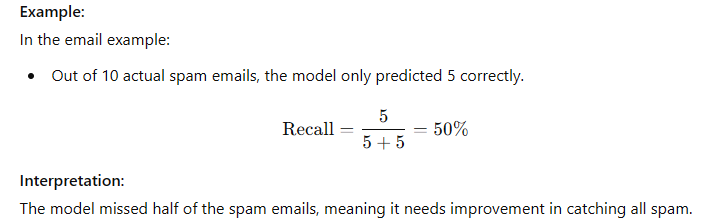 Example:
In the email example:
• Out of 10 actual spam emails, the model only predicted 5 correctly.
Recall = 5 / (5 + 5) = 50%
Interpretation:
The model missed half of the spam emails, meaning it needs improvement in catching all spam.